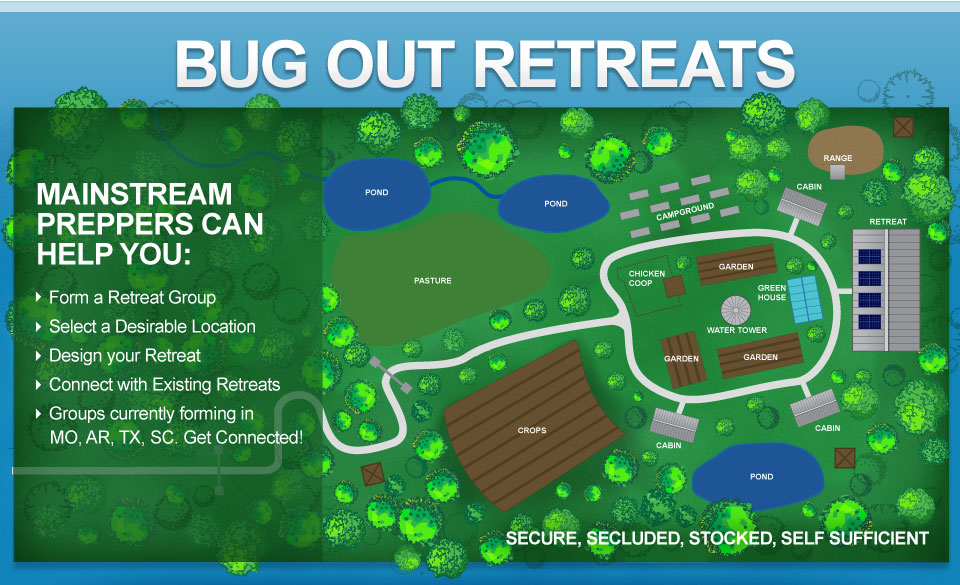 BUG OUT RETREATS
MAINSTREAM
PREPPERS CAN
HELP YOU:
Form a Retreat Group
Select a Desirable Location
Design your Retreat
Connect with Existing Retreats
Groups currently forming in
MO, AR, TX, SC. Get Connected!
RANGE
POND
CABIN
POND
CAMPGROUND
RETREAT
PASTURE
CHICKEN
COOP
GARDEN
GREEN
HOUSE
WATER TOWER
GARDEN
GARDEN
CROPS
CABIN
CABIN
POND
SECURE, SECLUDED, STOCKED, SELF SUFFICIENT